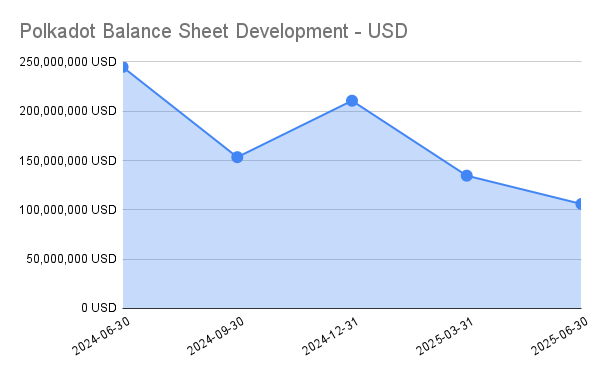 Polkadot Balance Sheet Development - USD
250,000,000 USD
200,000,000 USD
150,000,000 USD
100,000,000 USD
50,000,000 USD
0 USD
2024-06-30
2024-09-30
2024-12-31
2025-03-31
2025-06-30